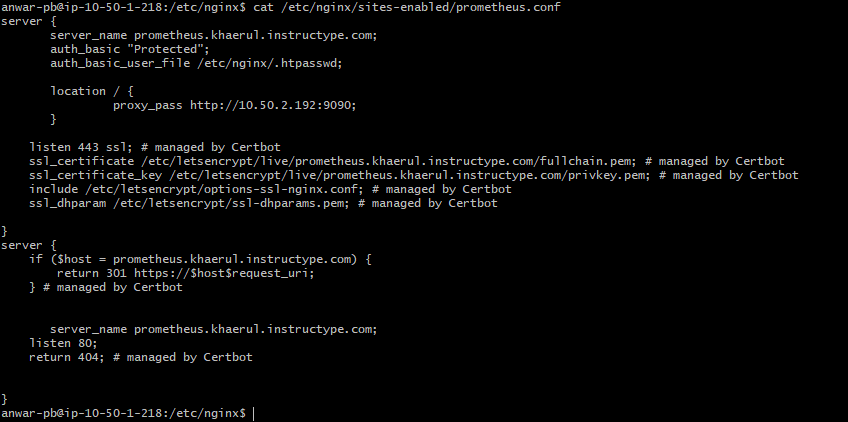 anwar-pb@ip-10-50-1-218:/etc/nginx$ cat /etc/nginx/sites-enabled/prometheus.conf
server {
       server_name prometheus.khaerul.instructype.com;
       auth_basic "Protected";
       auth_basic_user_file /etc/nginx/.htpasswd;

       location / {
                proxy_pass http://10.50.2.192:9090;
       }

    listen 443 ssl; # managed by Certbot
    ssl_certificate /etc/letsencrypt/live/prometheus.khaerul.instructype.com/fullchain.pem; # managed by Certbot
    ssl_certificate_key /etc/letsencrypt/live/prometheus.khaerul.instructype.com/privkey.pem; # managed by Certbot
    include /etc/letsencrypt/options-ssl-nginx.conf; # managed by Certbot
    ssl_dhparam /etc/letsencrypt/ssl-dhparams.pem; # managed by Certbot

}
server {
    if ($host = prometheus.khaerul.instructype.com) {
        return 301 https://$host$request_uri;
    } # managed by Certbot


       server_name prometheus.khaerul.instructype.com;
    listen 80;
    return 404; # managed by Certbot


}
anwar-pb@ip-10-50-1-218:/etc/nginx$